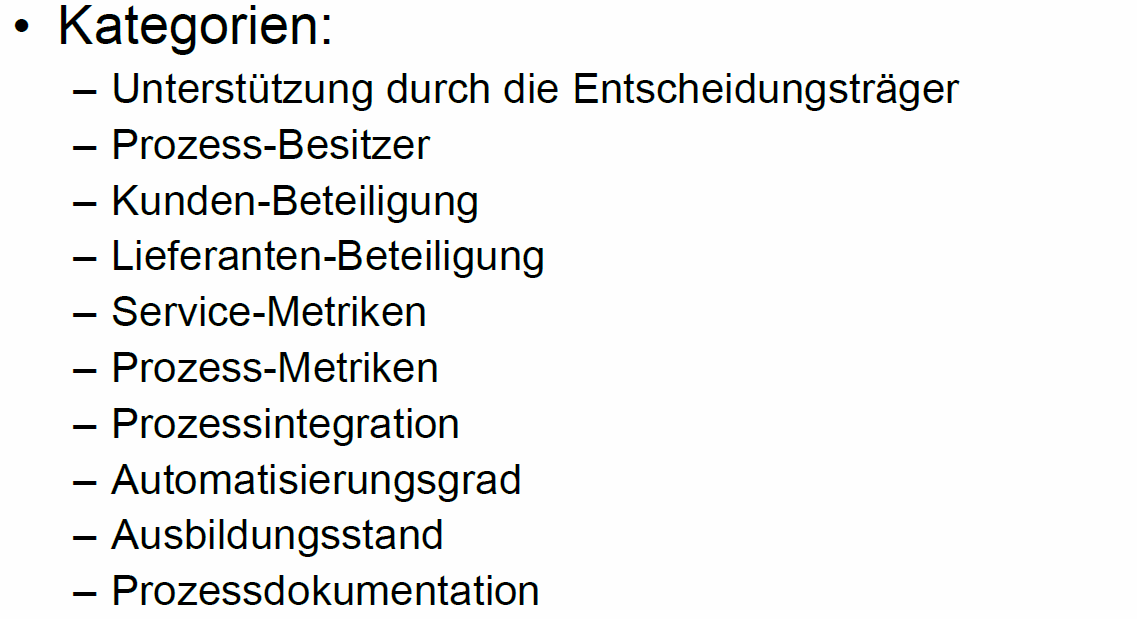 • Kategorien:
– Unterstützung durch die Entscheidungsträger
– Prozess-Besitzer
– Kunden-Beteiligung
– Lieferanten-Beteiligung
– Service-Metriken
– Prozess-Metriken
– Prozessintegration
– Automatisierungsgrad
– Ausbildungsstand
– Prozessdokumentation